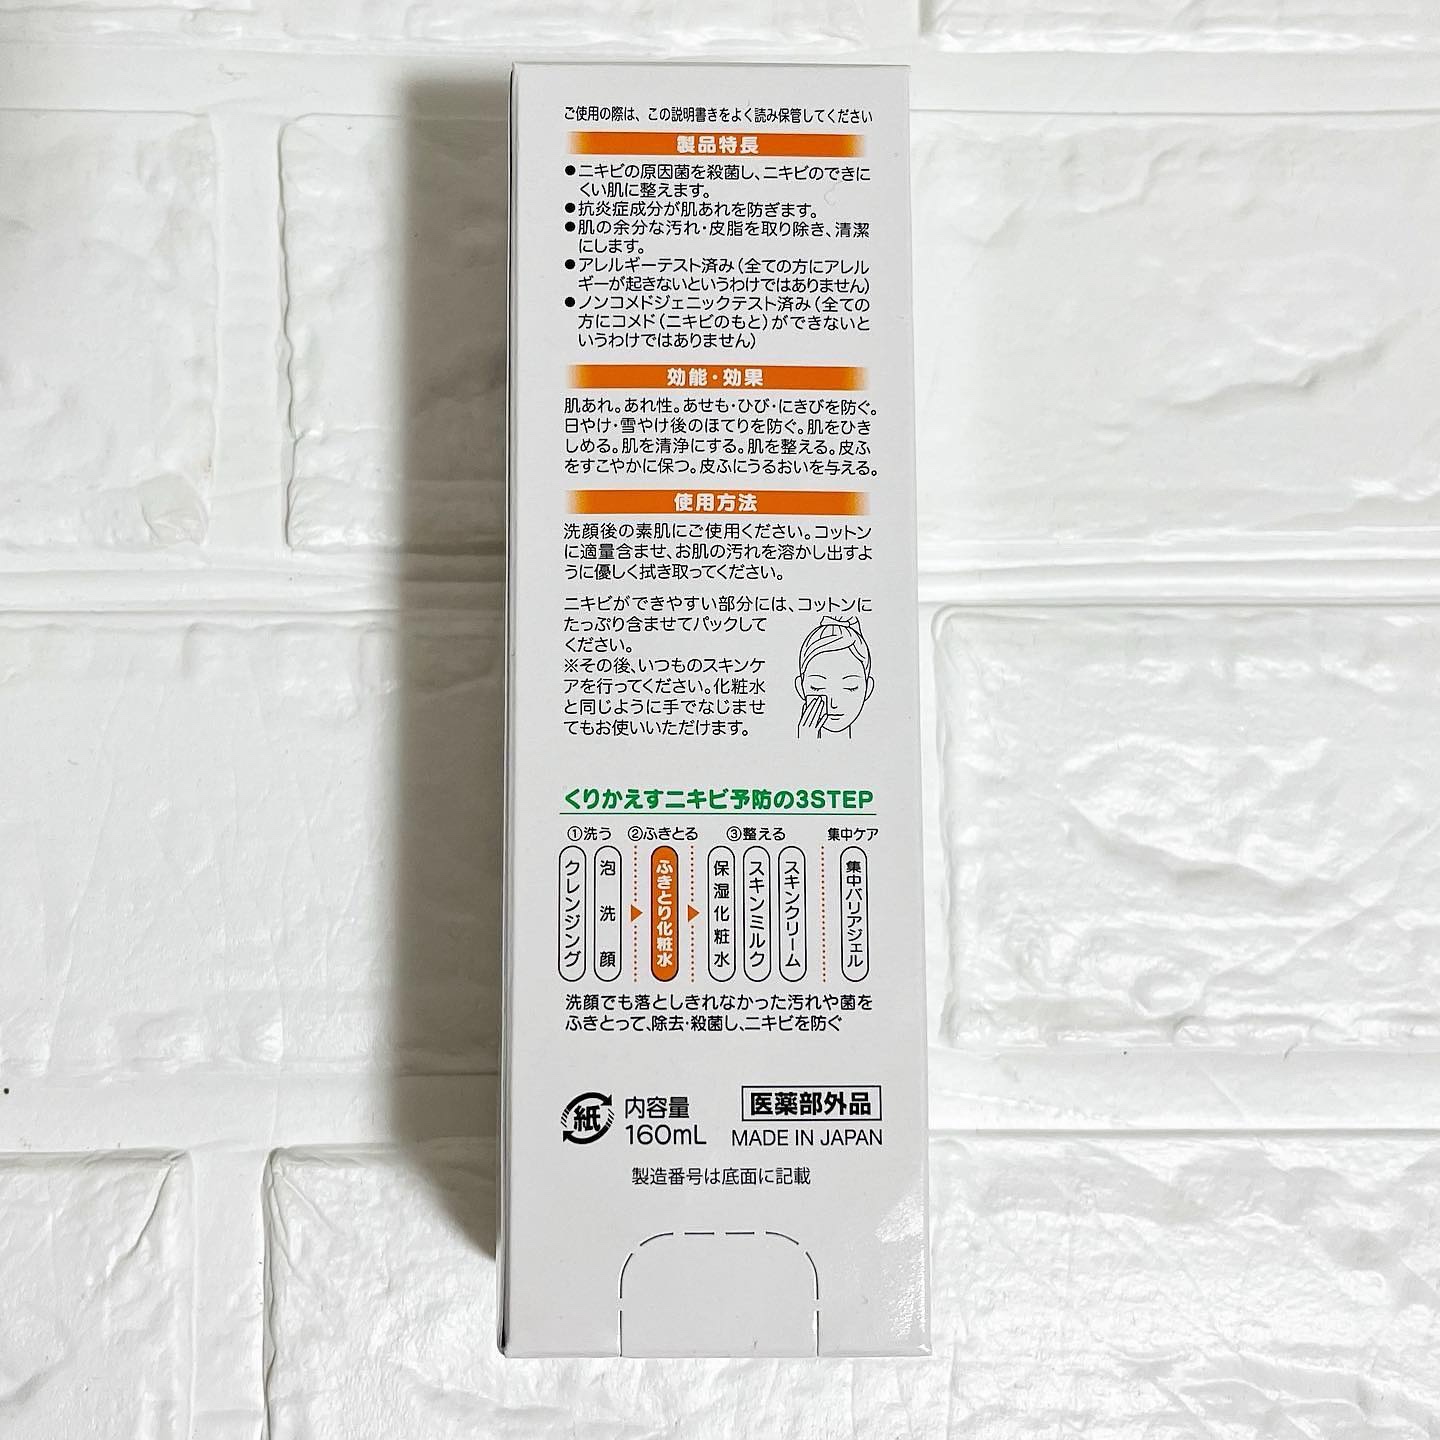 ご使用の際は、この説明書きをよく読み保管してください
製品特長
●ニキビの原因菌を殺菌し、ニキビのできに
くい肌に整えます。
●抗炎症成分が肌あれを防ぎます。
●肌の余分な汚れ・皮脂を取り除き、清潔
にします。
●アレルギーテスト済み(全ての方にアレル
ギーが起きないというわけではありません)
●ノンコメドジェニックテスト済み(全ての
方にコメド(ニキビのもと)ができないと
いうわけではありません)
効能・効果
肌あれ。あれ性。あせも・ひび・にきびを防ぐ。
日やけ・雪やけ後のほてりを防ぐ。肌をひき
しめる。肌を清浄にする。肌を整える。皮ふ
をすこやかに保つ。皮ふにうるおいを与える。
使用方法
洗顔後の素肌にご使用ください。コットン
に適量含ませ、お肌の汚れを溶かし出すよ
うに優しく拭き取ってください。
ニキビができやすい部分には、コットンに
たっぷり含ませてパックして
ください。
※その後、いつものスキンケ
アを行ってください。化粧水
と同じように手でなじませ
てもお使いいただけます。
くりかえすニキビ予防の3STEP
①洗う ②ふきとる ③整える 集中ケア
クレンジング
泡洗顔
ふきとり化粧水
保湿化粧水
スキンミルク
スキンクリーム
集中バリアジェル
洗顔でも落としきれなかった汚れや菌を
ふきとって、除去・殺菌し、ニキビを防ぐ
紙 内容量 医薬部外品
160mL MADE IN JAPAN
製造番号は底面に記載